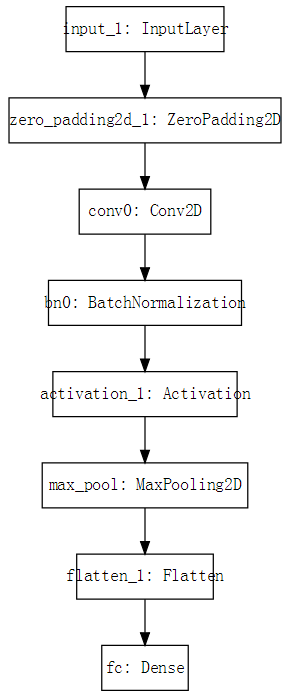 input_1: InputLayer
zero_padding2d_1: ZeroPadding2D
conv0: Conv2D
bn0: BatchNormalization
activation_1: Activation
max_pool: MaxPooling2D
flatten_1: Flatten
fc: Dense